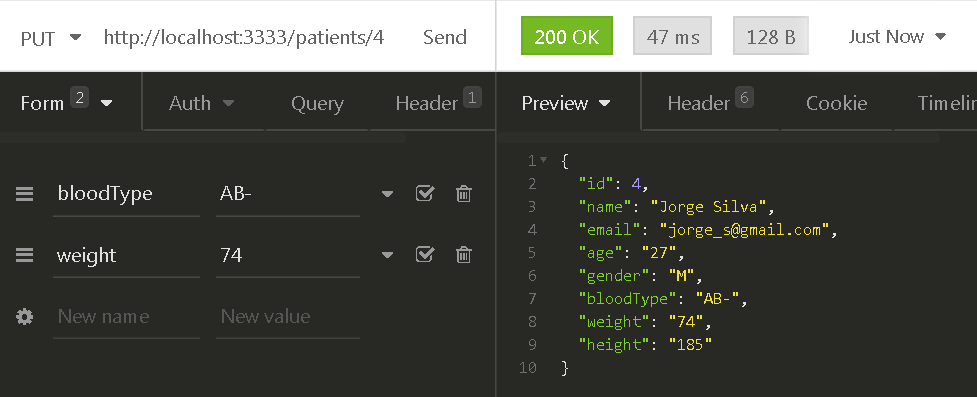 PUT http://localhost:3333/patients/4 Send
200 OK 47 ms 128 B Just Now
Form 2 Auth Query Header 1
Preview Header 6 Cookie Timelin
bloodType AB-
weight 74
New name New value
1 {
2 "id": 4,
3 "name": "Jorge Silva",
4 "email": "jorge_s@gmail.com",
5 "age": "27",
6 "gender": "M",
7 "bloodType": "AB-",
8 "weight": "74",
9 "height": "185"
10 }